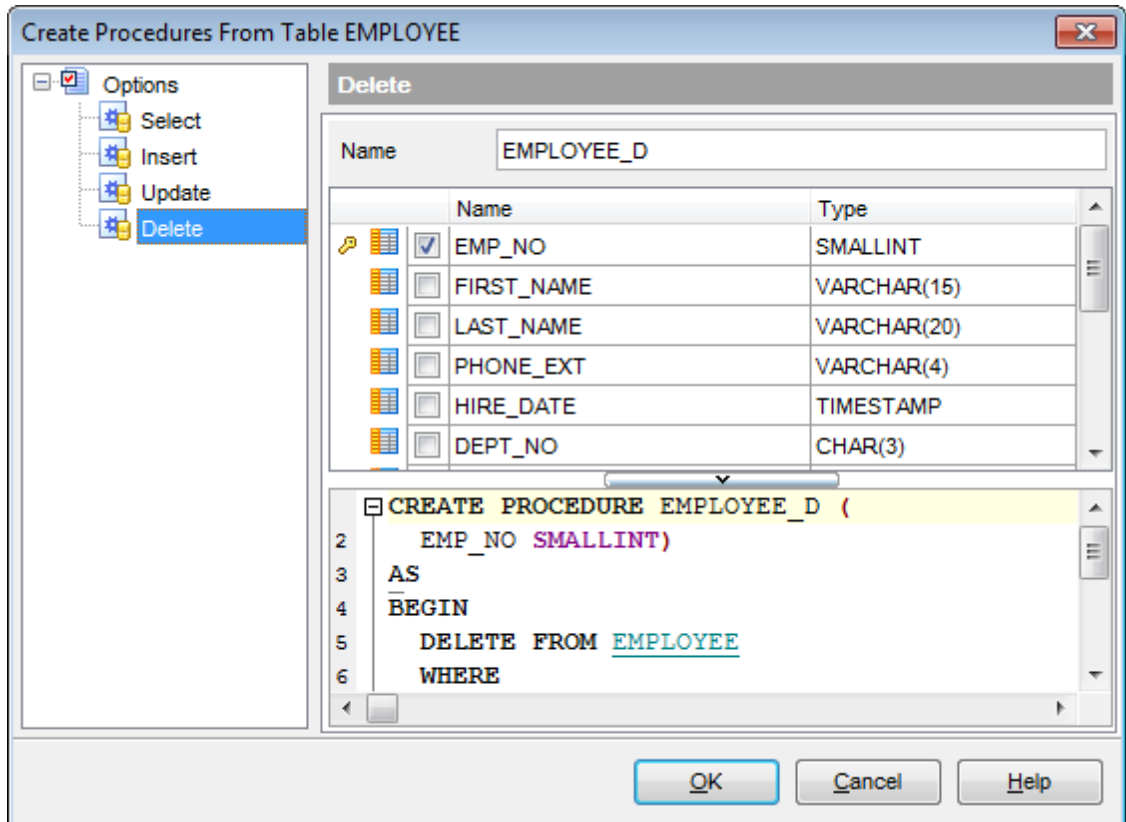 Create Procedures From Table EMPLOYEE
Options
Select
Insert
Update
Delete
Delete
Name EMPLOYEE_D
Name Type
EMP_NO SMALLINT
FIRST_NAME VARCHAR(15)
LAST_NAME VARCHAR(20)
PHONE_EXT VARCHAR(4)
HIRE_DATE TIMESTAMP
DEPT_NO CHAR(3)
CREATE PROCEDURE EMPLOYEE_D (
2 EMP_NO SMALLINT)
3 AS
4 BEGIN
5 DELETE FROM EMPLOYEE
6 WHERE
OK Cancel Help